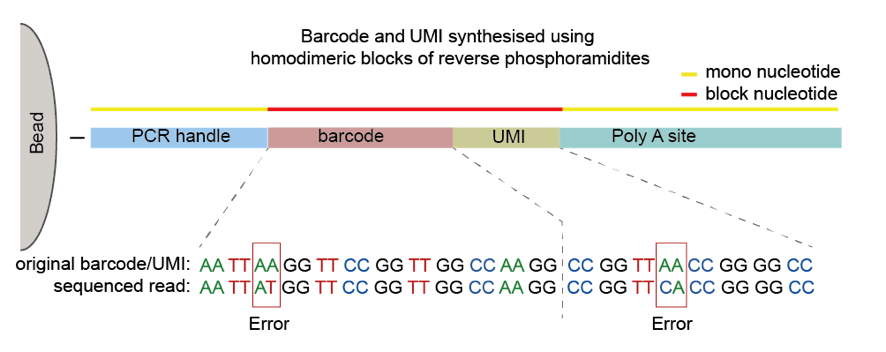 Barcode and UMI synthesised using
homodimeric blocks of reverse phosphoramidites
mono nucleotide
block nucleotide
Bead
PCR handle
barcode
UMI
Poly A site
original barcode/UMI: AA TT AA GG TT CC GG TT GG CC AA GG CC GG TT AA CC GG GG CC
sequenced read: AA TT AT GG TT CC GG TT GG CC AA GG CC GG TT CA CC GG GG CC
Error
Error